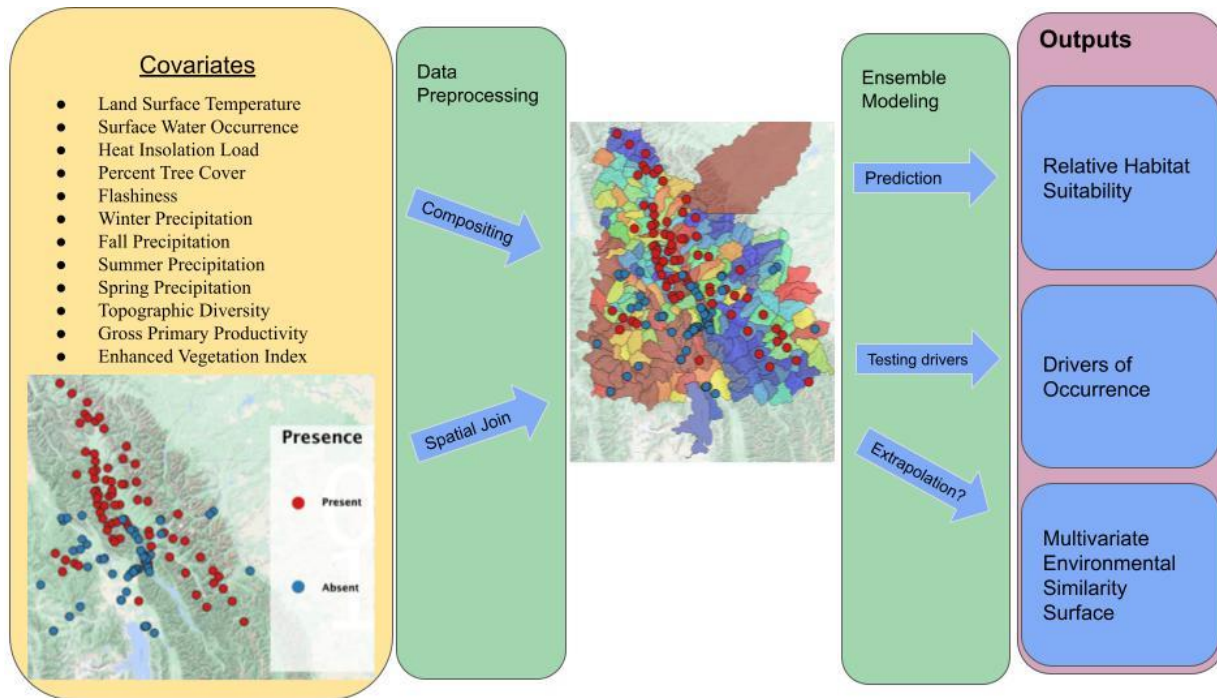 Covariates
● Land Surface Temperature
● Surface Water Occurrence
● Heat Insolation Load
● Percent Tree Cover
● Flashiness
● Winter Precipitation
● Fall Precipitation
● Summer Precipitation
● Spring Precipitation
● Topographic Diversity
● Gross Primary Productivity
● Enhanced Vegetation Index
Presence
Present
Absent
Data
Preprocessing
Compositing
Spatial Join
Ensemble
Modeling
Prediction
Testing drivers
Extrapolation?
Outputs
Relative Habitat
Suitability
Drivers of
Occurrence
Multivariate
Environmental
Similarity
Surface